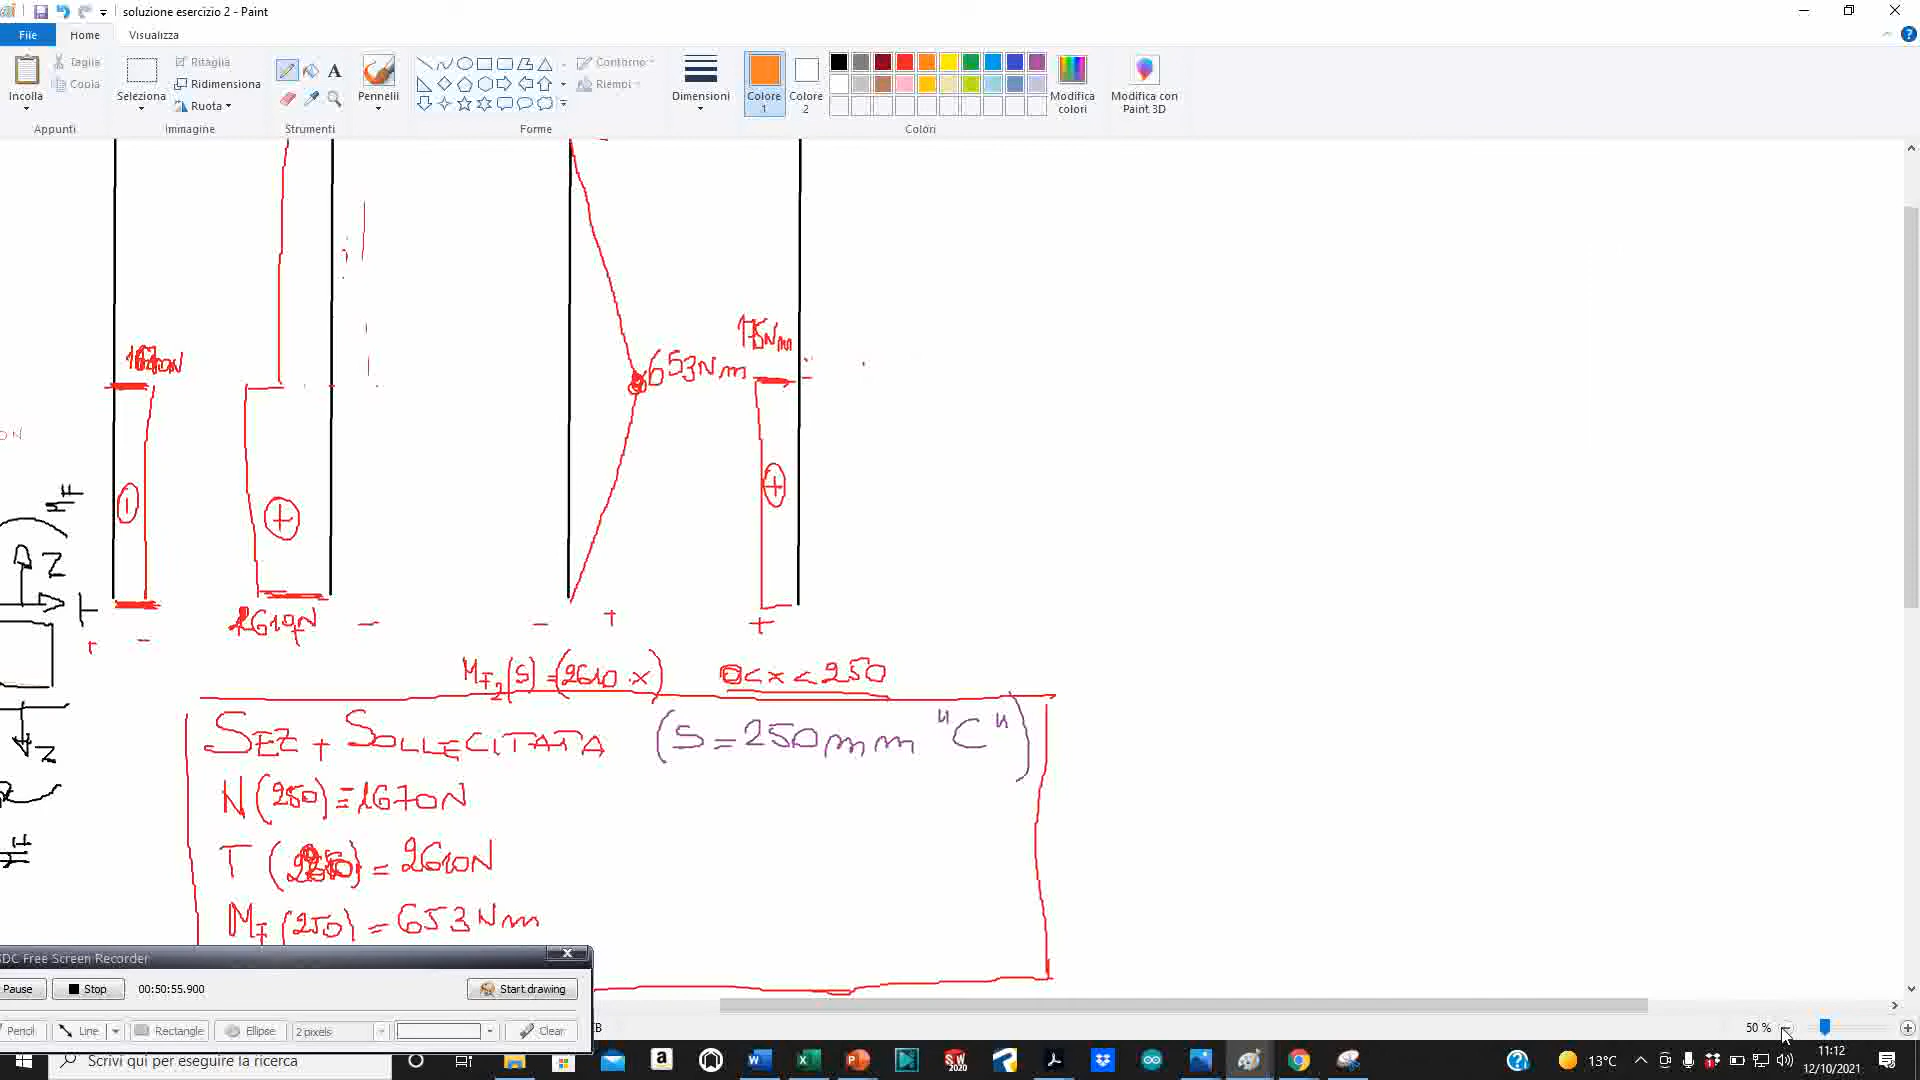 soluzione esercizio 2 - Paint
File Home Visualizza
Incolla
Taglia
Copia
Appunti
Seleziona
Ritaglia
Ridimensiona
Ruota
Immagine
A
Strumenti
Pennelli
Contorno
Riempi
Forme
Dimensioni
Colore 1
Colore 2
Modifica colori
Modifica con Paint 3D
Colori
75Nm
653Nm
ON
Z
+
+
Z
+ -
2610N
-
- +
+
MF2(S)=(2610·x) 0<x<250
SEZ + SOLLECITATA (S=250mm "C")
N(250)=1670N
T(250)=2610N
MF(250)=653Nm
DC Free Screen Recorder
Pause Stop 00:50:55.900 Start drawing
Pencil Line Rectangle Ellipse 2 pixels Clear
50 %
Scrivi qui per eseguire la ricerca
13°C
11:12
12/10/2021